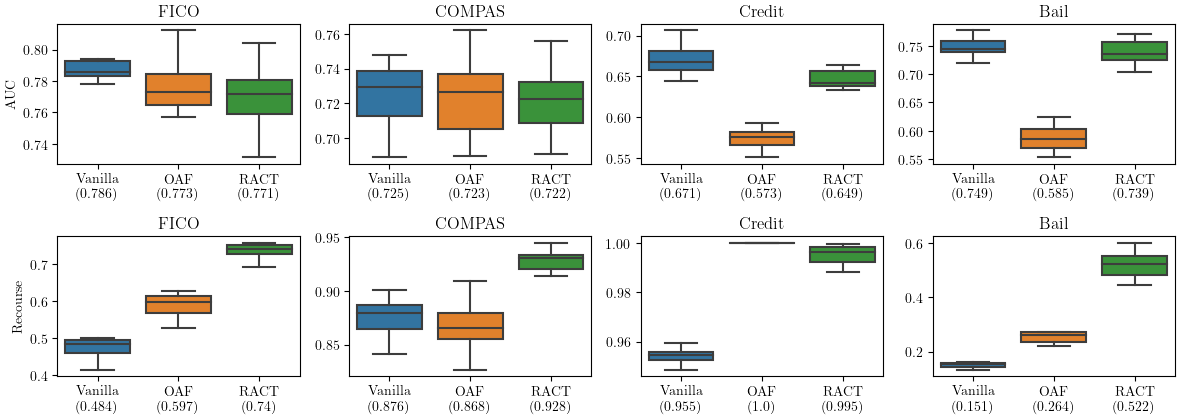 FICO
COMPAS
Credit
Bail
AUC
0.80
0.78
0.76
0.74
0.76
0.74
0.72
0.70
0.70
0.65
0.60
0.55
0.75
0.70
0.65
0.60
0.55
Vanilla OAF RACT
(0.786) (0.773) (0.771)
Vanilla OAF RACT
(0.725) (0.723) (0.722)
Vanilla OAF RACT
(0.671) (0.573) (0.649)
Vanilla OAF RACT
(0.749) (0.585) (0.739)
FICO
COMPAS
Credit
Bail
Recourse
0.7
0.6
0.5
0.4
0.95
0.90
0.85
1.00
0.98
0.96
0.6
0.4
0.2
Vanilla OAF RACT
(0.484) (0.597) (0.74)
Vanilla OAF RACT
(0.876) (0.868) (0.928)
Vanilla OAF RACT
(0.955) (1.0) (0.995)
Vanilla OAF RACT
(0.151) (0.264) (0.522)